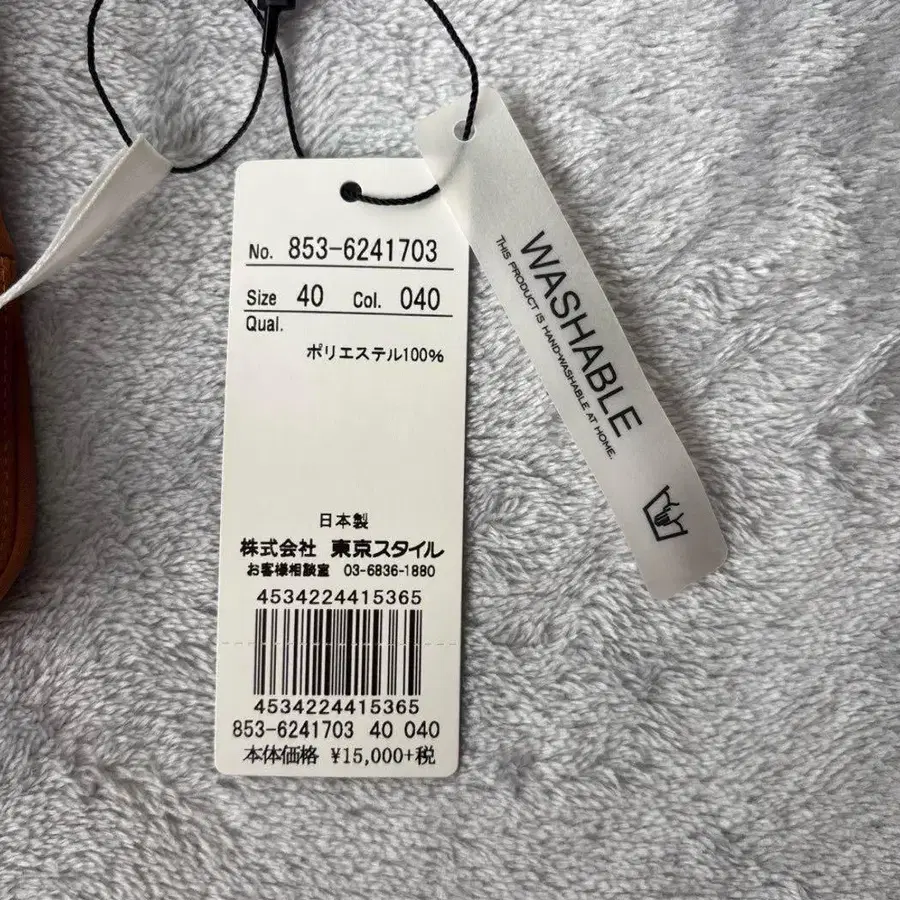 No. 853-6241703
Size 40 Col. 040
Qual.
ポリエステル100%
日本製
株式会社 東京スタイル
お客様相談室 03-6836-1880
4534224415365
4534224415365
853-6241703 40 040
本体価格 ¥15,000+税
WASHABLE
THIS PRODUCT IS HAND-WASHABLE AT HOME.